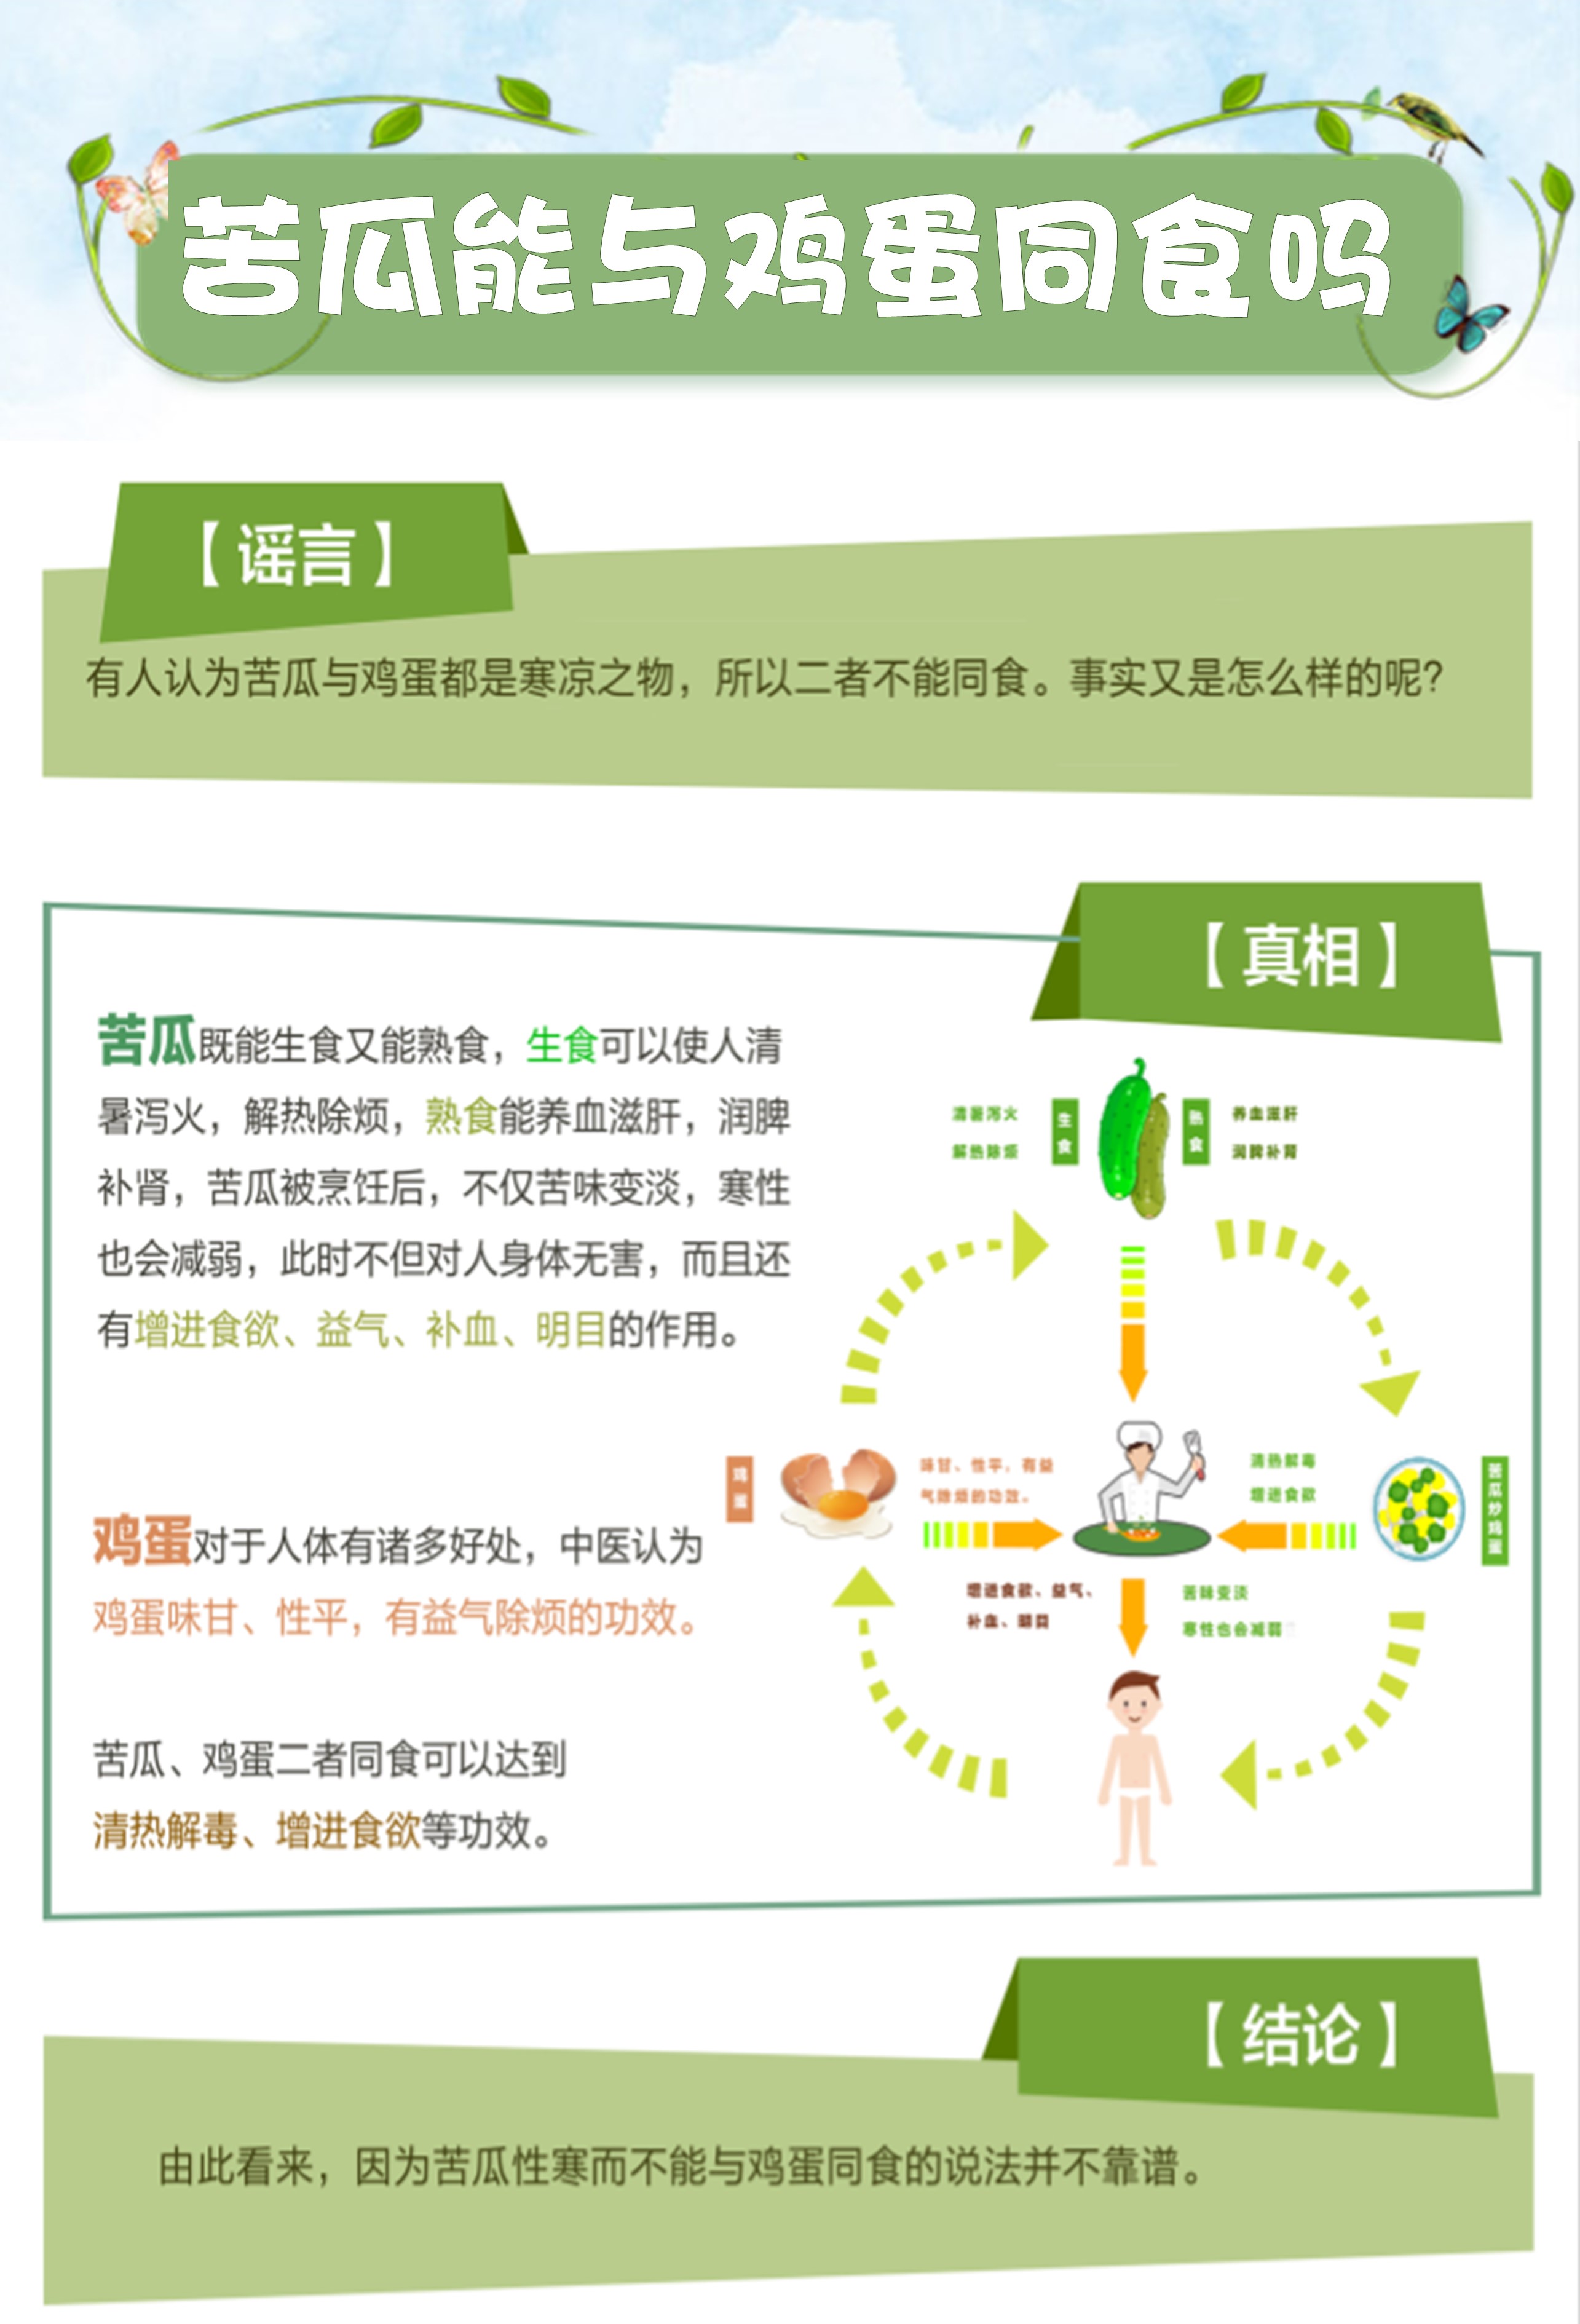 苦瓜能与鸡蛋同食吗
【谣言】
有人认为苦瓜与鸡蛋都是寒凉之物，所以二者不能同食。事实又是怎么样的呢？
【真相】
苦瓜既能生食又能熟食，生食可以使人清
暑泻火，解热除烦，熟食能养血滋肝，润脾
补肾，苦瓜被烹饪后，不仅苦味变淡，寒性
也会减弱，此时不但对人身体无害，而且还
有增进食欲、益气、补血、明目的作用。
鸡蛋对于人体有诸多好处，中医认为
鸡蛋味甘、性平，有益气除烦的功效。
苦瓜、鸡蛋二者同食可以达到
清热解毒、增进食欲等功效。
清暑泻火
解热除烦
生食
熟食
养血滋肝
润脾补肾
鸡蛋
味甘、性平，有益
气除烦的功效。
清热解毒
增进食欲
苦瓜炒鸡蛋
增进食欲、益气、
补血、明目
苦味变淡
寒性也会减弱
【结论】
由此看来，因为苦瓜性寒而不能与鸡蛋同食的说法并不靠谱。